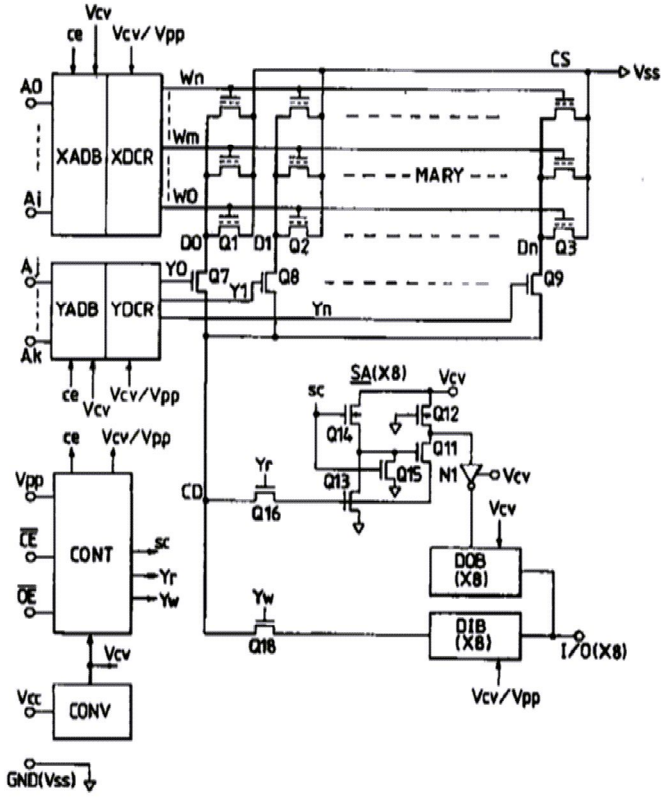 Vcv
ce
Vcv/Vpp
CS
Vss
A0
Wn
XADB
XDCR
Wm
MARY
W0
Ai
D0
Q1
D1
Q2
Dn
Q3
Aj
Y0
Q7
Q8
Q9
YADB
YDCR
Y1
Yn
Ak
ce
Vcv
Vcv/Vpp
SA(X8)
Vcv
sc
Q12
Q14
Q11
ce
Vcv/Vpp
N1
Vcv
Q15
Q13
Vpp
Yr
CD
Q16
Vcv
CE
CONT
sc
DOB
(X8)
Yr
OE
Yw
Yw
DIB
(X8)
Q18
I/O(X8)
Vcv
Vcv/Vpp
Vcc
CONV
GND(Vss)